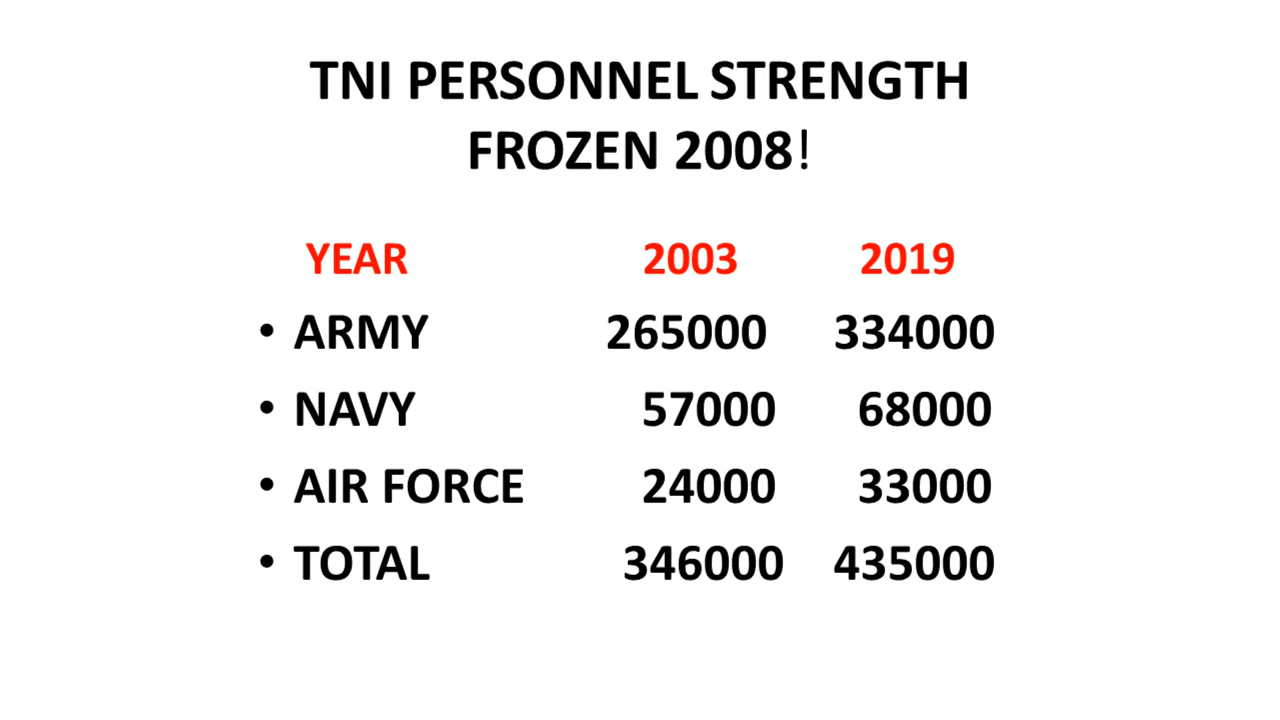 TNI PERSONNEL STRENGTH
FROZEN 2008!
YEAR 2003 2019
• ARMY 265000 334000
• NAVY 57000 68000
• AIR FORCE 24000 33000
• TOTAL 346000 435000